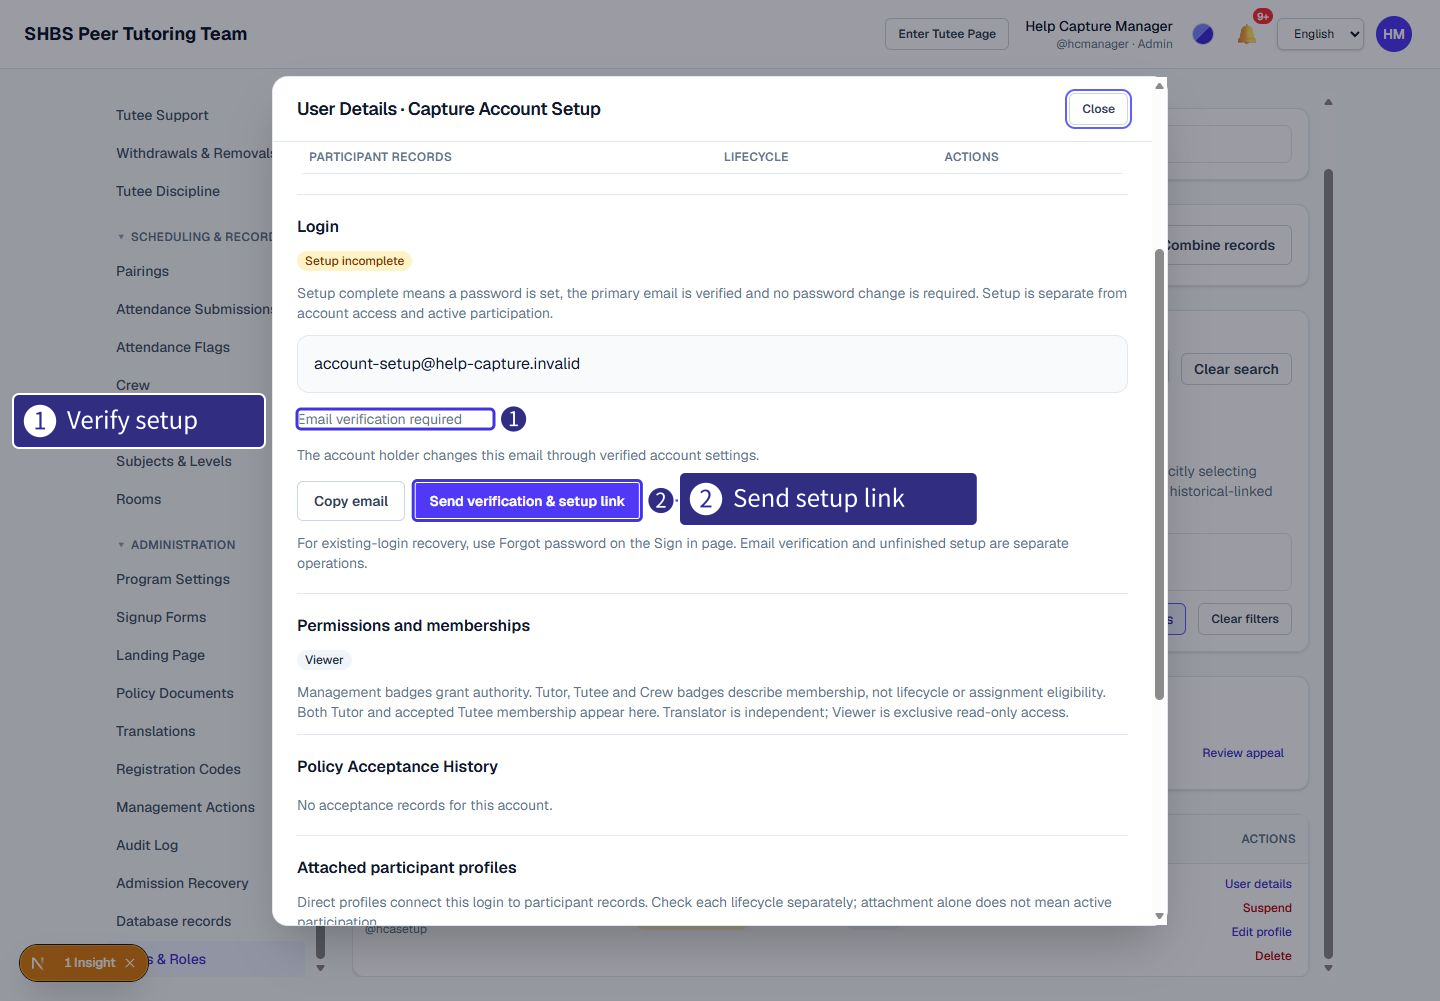 SHBS Peer Tutoring Team
Enter Tutee Page
Help Capture Manager
@hcmanager · Admin
9+
English
HM
Tutee Support
Withdrawals & Removals
Tutee Discipline
SCHEDULING & RECORD
Pairings
Attendance Submissions
Attendance Flags
Crew
1 Verify setup
Subjects & Levels
Rooms
ADMINISTRATION
Program Settings
Signup Forms
Landing Page
Policy Documents
Translations
Registration Codes
Management Actions
Audit Log
Admission Recovery
Database records
s & Roles
N 1 Insight ×
User Details · Capture Account Setup
Close
PARTICIPANT RECORDS LIFECYCLE ACTIONS
Login
Setup incomplete
Setup complete means a password is set, the primary email is verified and no password change is required. Setup is separate from
account access and active participation.
account-setup@help-capture.invalid
Email verification required 1
The account holder changes this email through verified account settings.
Copy email Send verification & setup link 2 2 Send setup link
For existing-login recovery, use Forgot password on the Sign in page. Email verification and unfinished setup are separate
operations.
Permissions and memberships
Viewer
Management badges grant authority. Tutor, Tutee and Crew badges describe membership, not lifecycle or assignment eligibility.
Both Tutor and accepted Tutee membership appear here. Translator is independent; Viewer is exclusive read-only access.
Policy Acceptance History
No acceptance records for this account.
Attached participant profiles
Direct profiles connect this login to participant records. Check each lifecycle separately; attachment alone does not mean active
participation.
Combine records
Clear search
citly selecting
historical-linked
s
Clear filters
Review appeal
ACTIONS
@hcasetup
User details
Suspend
Edit profile
Delete